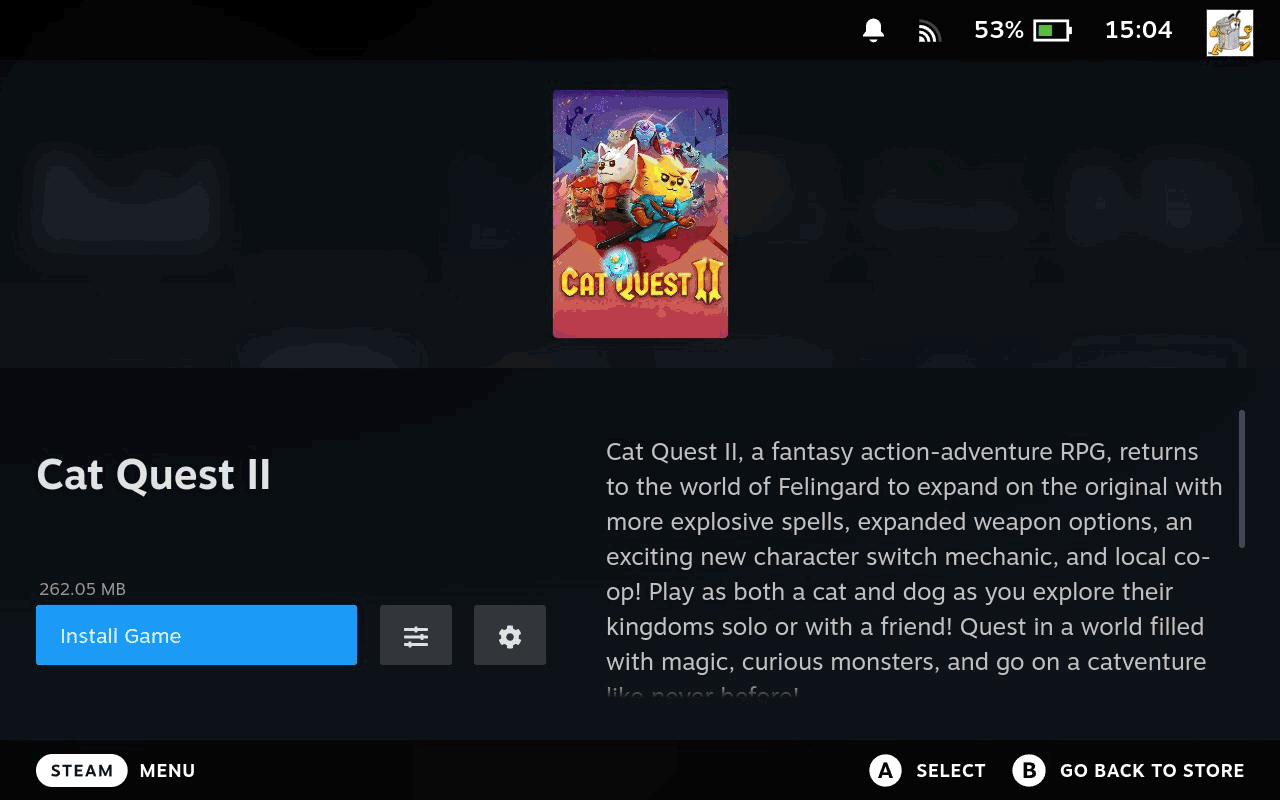 53%
15:04
CAT QUEST II
Cat Quest II
262.05 MB
Install Game
Cat Quest II, a fantasy action-adventure RPG, returns
to the world of Felingard to expand on the original with
more explosive spells, expanded weapon options, an
exciting new character switch mechanic, and local co-
op! Play as both a cat and dog as you explore their
kingdoms solo or with a friend! Quest in a world filled
with magic, curious monsters, and go on a catventure
like never before!
STEAM MENU
A SELECT B GO BACK TO STORE